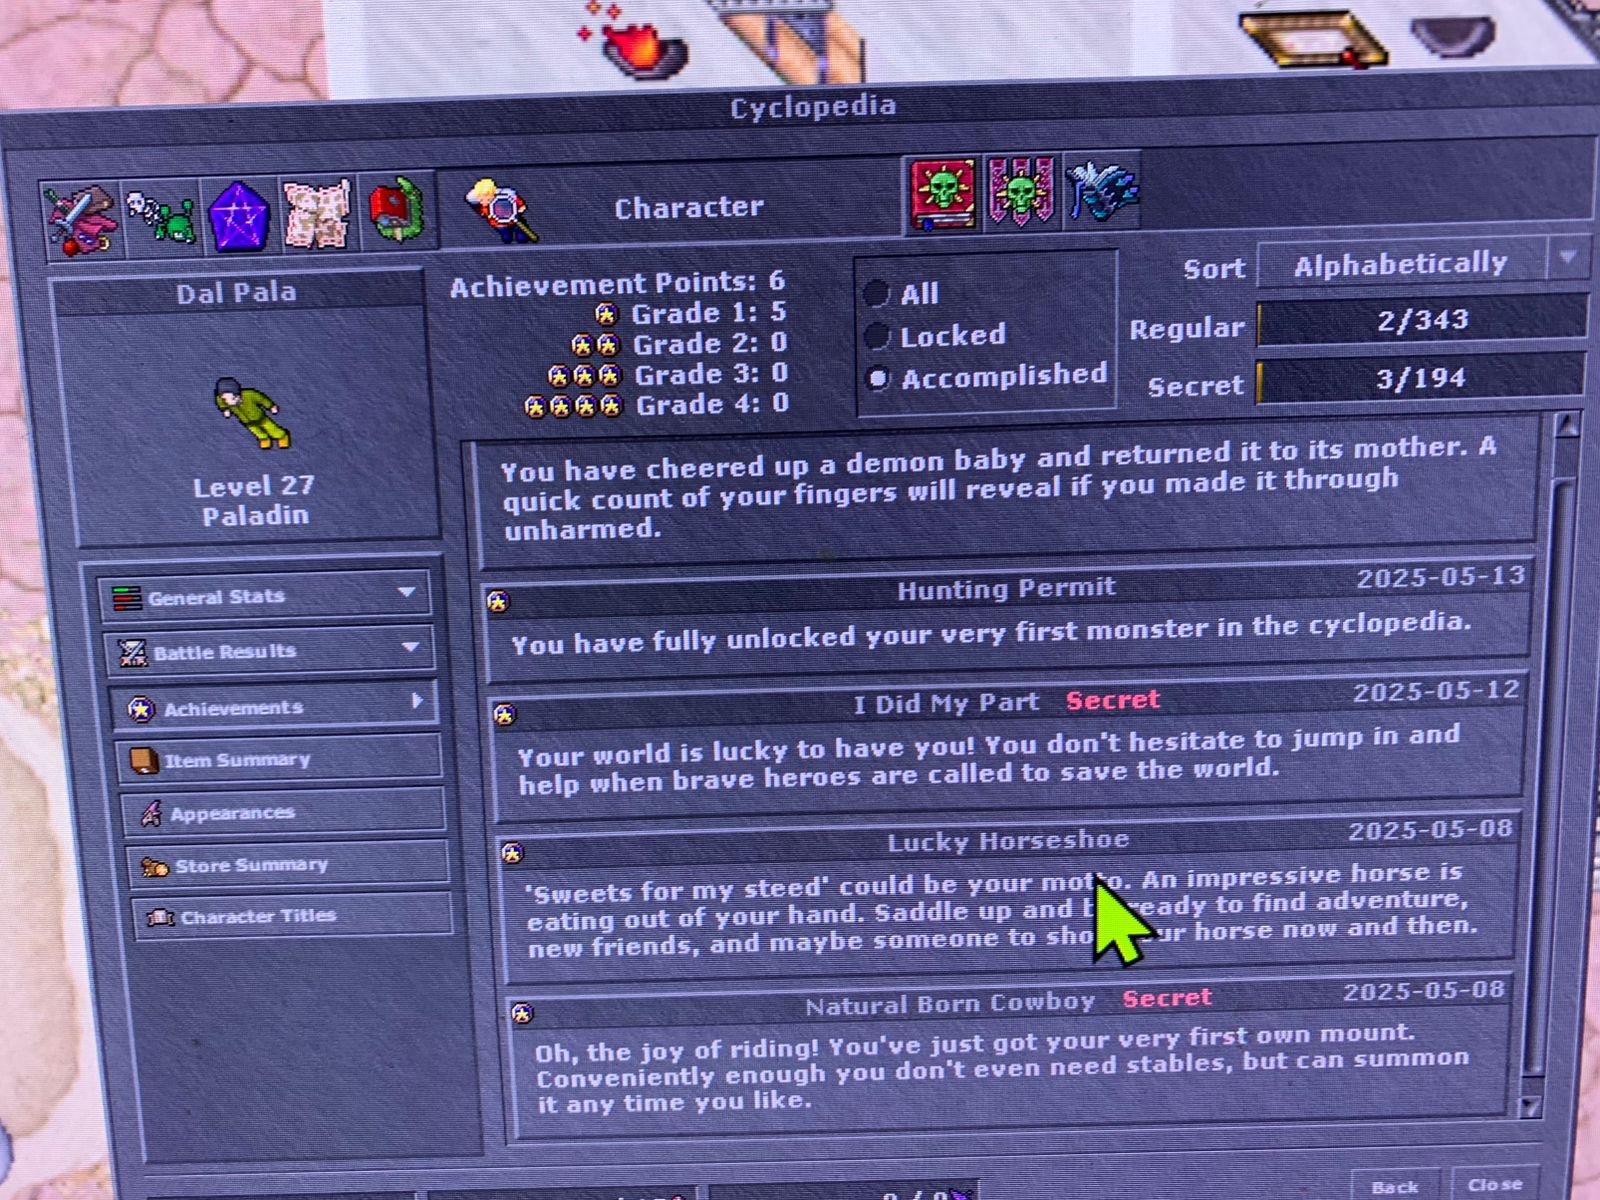 Cyclopedia
Character
Dal Pala
Level 27
Paladin
Achievement Points: 6
Grade 1: 5
Grade 2: 0
Grade 3: 0
Grade 4: 0
All
Locked
Accomplished
Sort Alphabetically
Regular 2/343
Secret 3/194
General Stats
Battle Results
Achievements
Item Summary
Appearances
Store Summary
Character Titles
You have cheered up a demon baby and returned it to its mother. A
quick count of your fingers will reveal if you made it through
unharmed.
Hunting Permit 2025-05-13
You have fully unlocked your very first monster in the cyclopedia.
I Did My Part Secret 2025-05-12
Your world is lucky to have you! You don't hesitate to jump in and
help when brave heroes are called to save the world.
Lucky Horseshoe 2025-05-08
'Sweets for my steed' could be your motto. An impressive horse is
eating out of your hand. Saddle up and ready to find adventure,
new friends, and maybe someone to horse now and then.
Natural Born Cowboy Secret 2025-05-08
Oh, the joy of riding! You've just got your very first own mount.
Conveniently enough you don't even need stables, but can summon
it any time you like.
Back Close